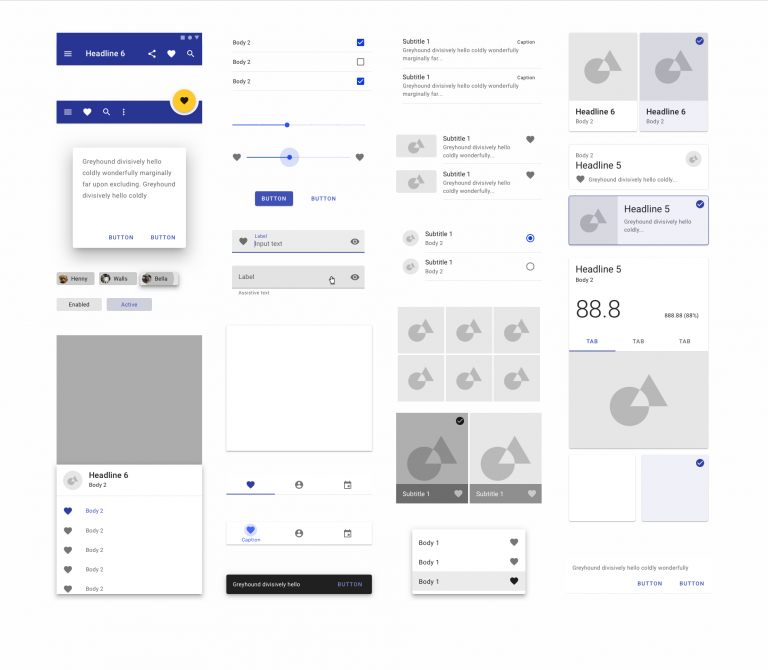 Headline 6
Greyhound divisively hello
coldly wonderfully marginally
far upon excluding. Greyhound
divisively hello coldly
BUTTON BUTTON
Henny Walls Bella
Enabled Active
Headline 6
Body 2
Body 2
Body 2
Body 2
Body 2
Body 2
Body 2
Body 2
Body 2
BUTTON BUTTON
Label
Input text
Label
Assistive text
Caption
Greyhound divisively hello BUTTON
Subtitle 1 Caption
Greyhound divisively hello coldly wonderfully
marginally far...
Subtitle 1 Caption
Greyhound divisively hello coldly wonderfully
marginally far...
Subtitle 1
Greyhound divisively hello
coldly wonderfully...
Subtitle 1
Greyhound divisively hello
coldly wonderfully...
Subtitle 1
Body 2
Subtitle 1
Body 2
Subtitle 1 Subtitle 1
Body 1
Body 1
Body 1
Headline 6 Headline 6
Body 2 Body 2
Body 2
Headline 5
Greyhound divisively hello coldly...
Headline 5
Greyhound divisively hello coldly...
Headline 5
Body 2
88.8 888.88 (88%)
TAB TAB TAB
Greyhound divisively hello coldly wonderfully
BUTTON BUTTON